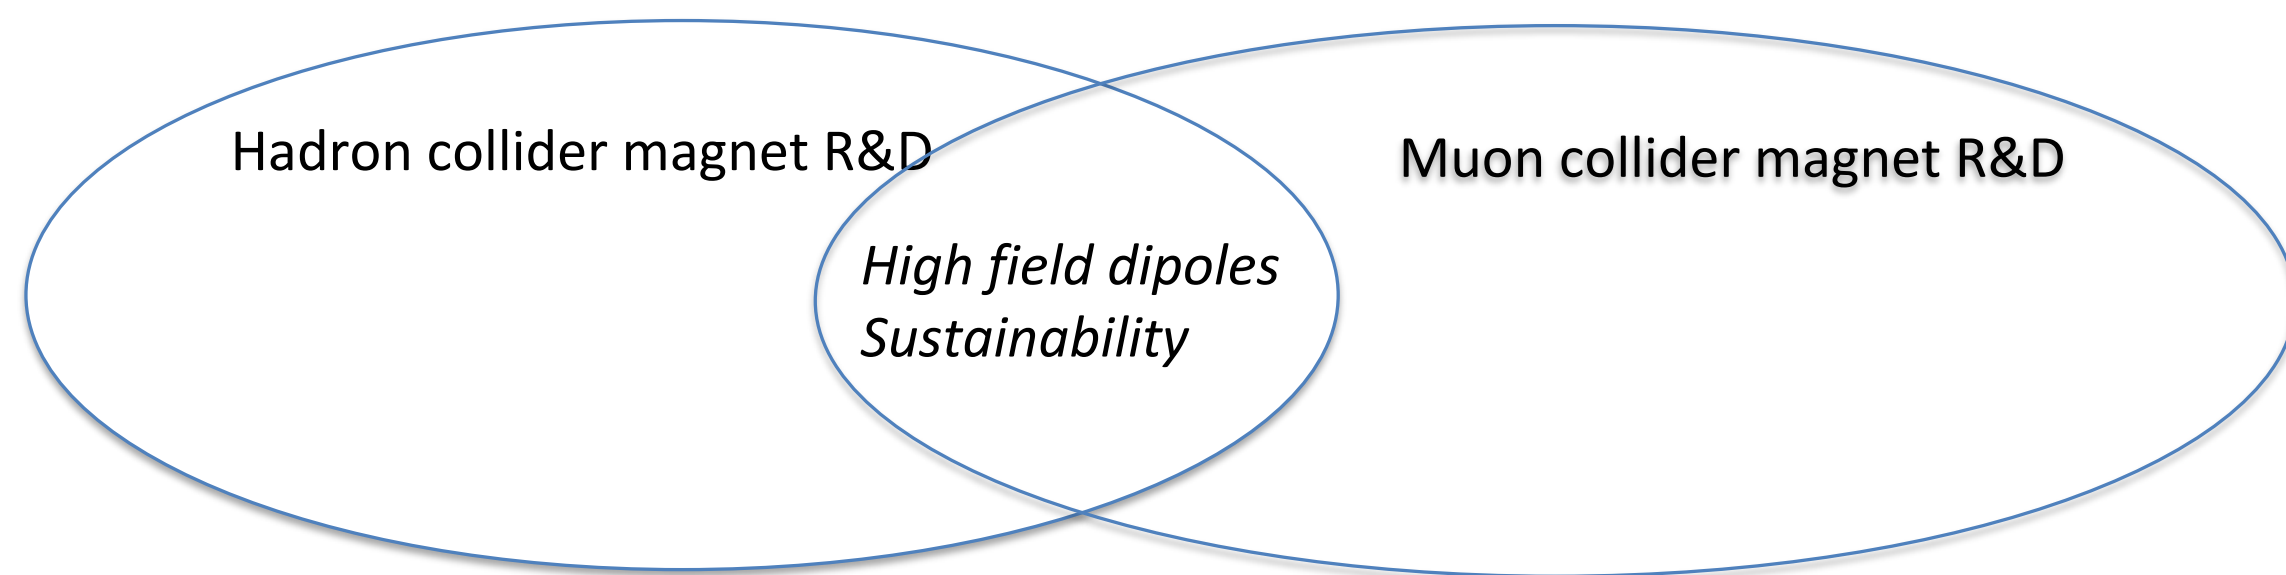 Hadron collider magnet R&D
Muon collider magnet R&D
High field dipoles
Sustainability